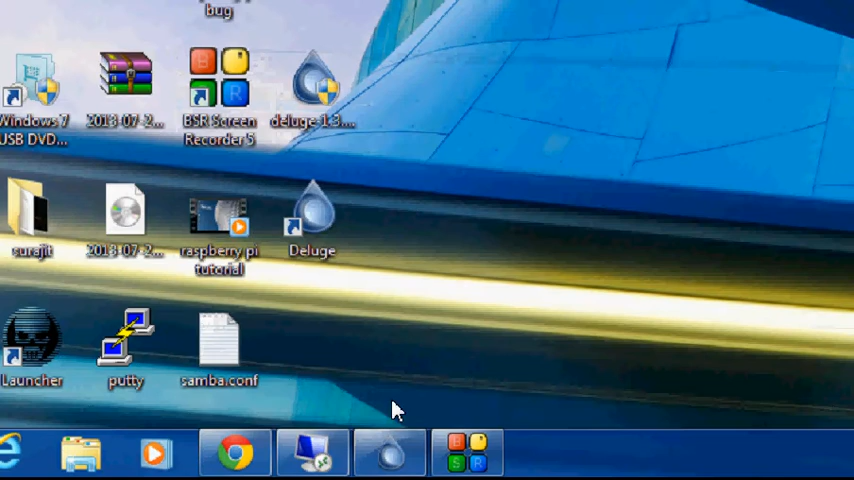 bug
Windows 7
USB DVD...
2013-07-2...
BSR Screen
Recorder 5
deluge-1.3....
surajit
2013-07-2...
raspberry pi
tutorial
Deluge
Launcher
putty
samba.conf